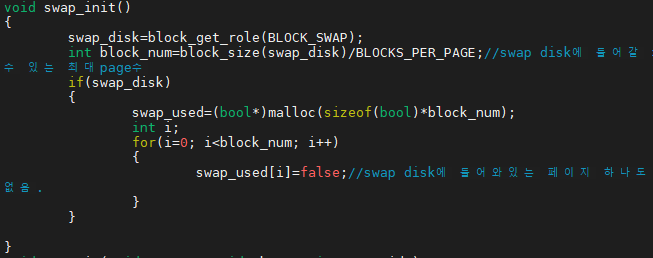 void swap_init()
{
swap_disk=block_get_role(BLOCK_SWAP);
int block_num=block_size(swap_disk)/BLOCKS_PER_PAGE;//swap disk에 들어갈
수 있는 최대page수
if(swap_disk)
{
swap_used=(bool*)malloc(sizeof(bool)*block_num);
int i;
for(i=0; i<block_num; i++)
{
swap_used[i]=false;//swap disk에 들어와있는 페이지 하나도
없음.
}
}
}